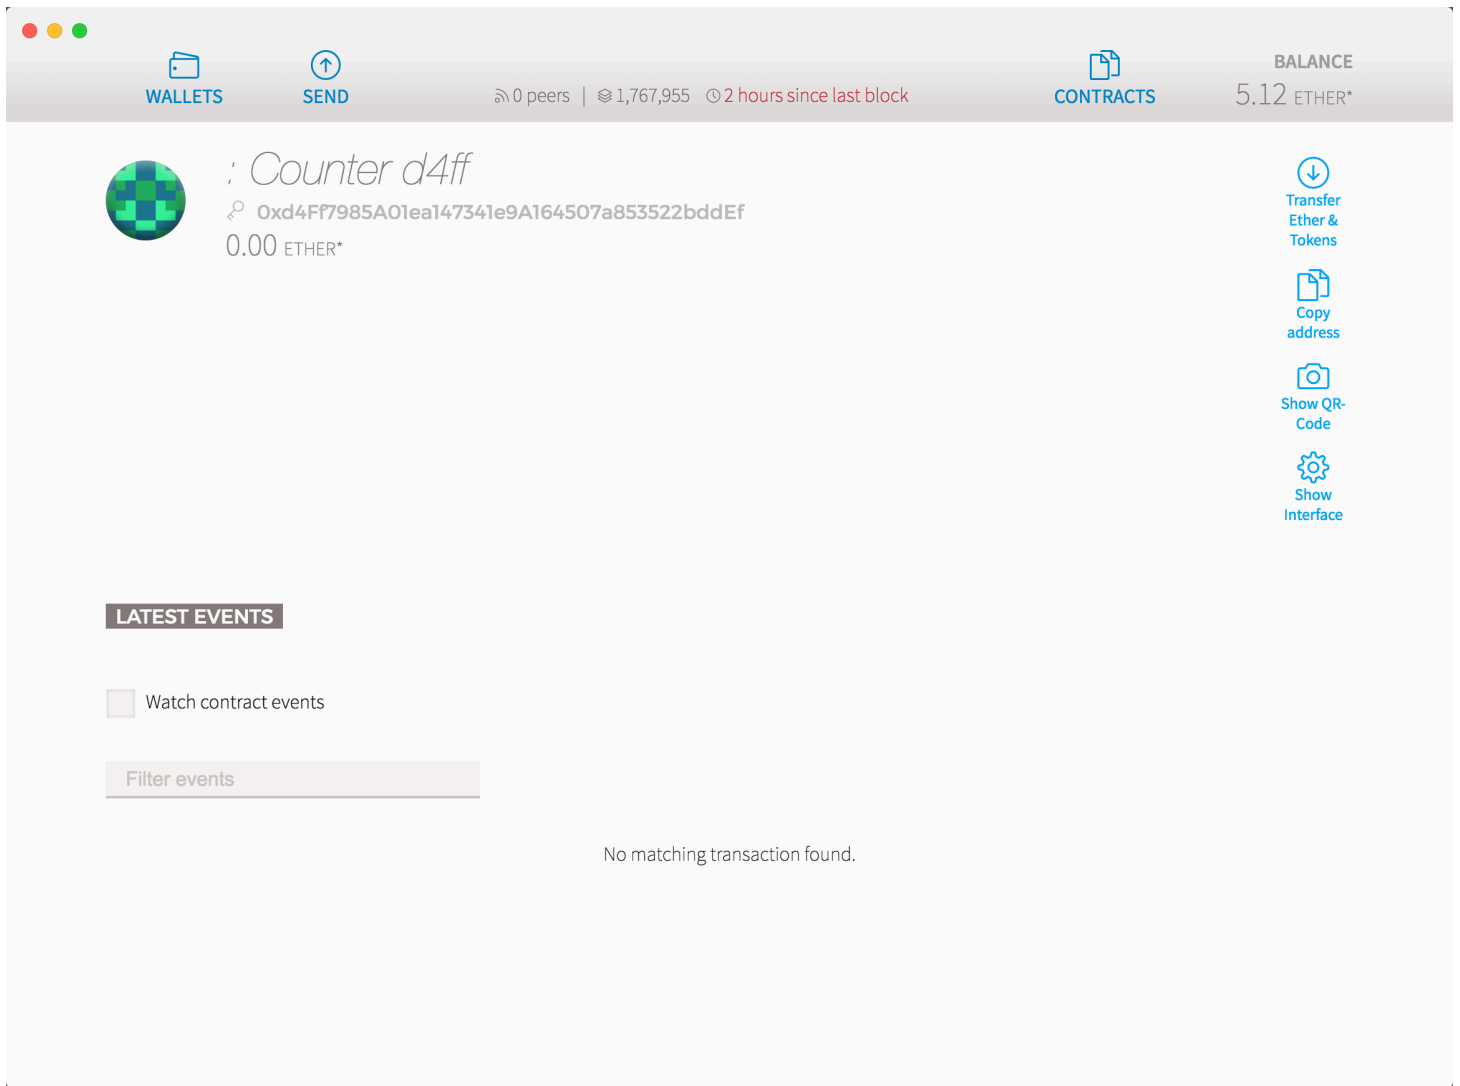 WALLETS
SEND
0 peers | 1,767,955 2 hours since last block
CONTRACTS
BALANCE
5.12 ETHER*
: Counter d4ff
0xd4Ff7985A01ea147341e9A164507a853522bddEf
0.00 ETHER*
Transfer
Ether &
Tokens
Copy
address
Show QR-
Code
Show
Interface
LATEST EVENTS
Watch contract events
Filter events
No matching transaction found.